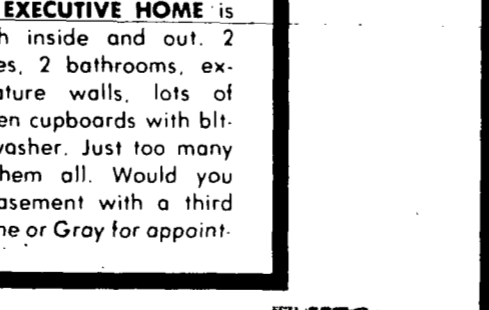 EXECUTIVE HOME is
h inside and out. 2
es, 2 bathrooms, ex-
ature walls, lots of
en cupboards with blt-
vasher. Just too many
hem all. Would you
asement with a third
ne or Gray for appoint-